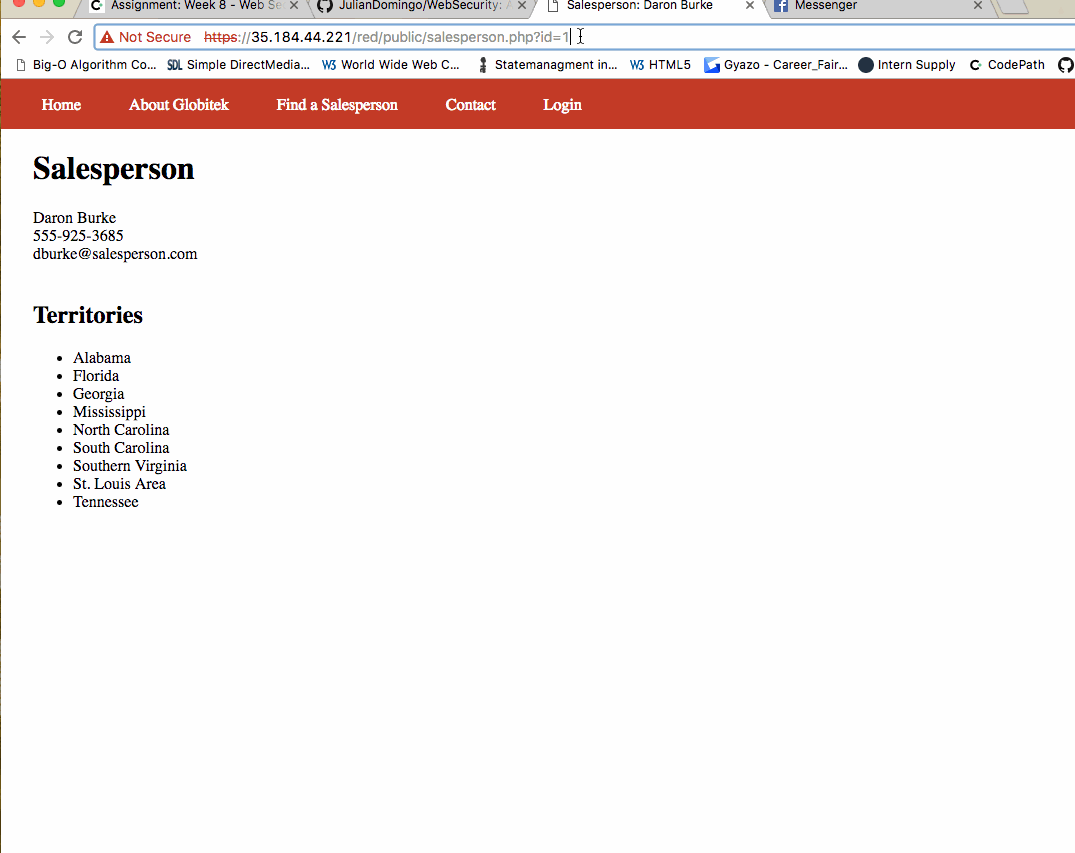 Assignment: Week 8 - Web Se
JulianDomingo/WebSecurity: A
Salesperson: Daron Burke
Messenger
Not Secure https://35.184.44.221/red/public/salesperson.php?id=1
Big-O Algorithm Co... SDL Simple DirectMedia... W3 World Wide Web C... Statemanagment in... W3 HTML5 Gyazo - Career_Fair... Intern Supply CodePath
Home About Globitek Find a Salesperson Contact Login
Salesperson
Daron Burke
555-925-3685
dburke@salesperson.com
Territories
• Alabama
• Florida
• Georgia
• Mississippi
• North Carolina
• South Carolina
• Southern Virginia
• St. Louis Area
• Tennessee